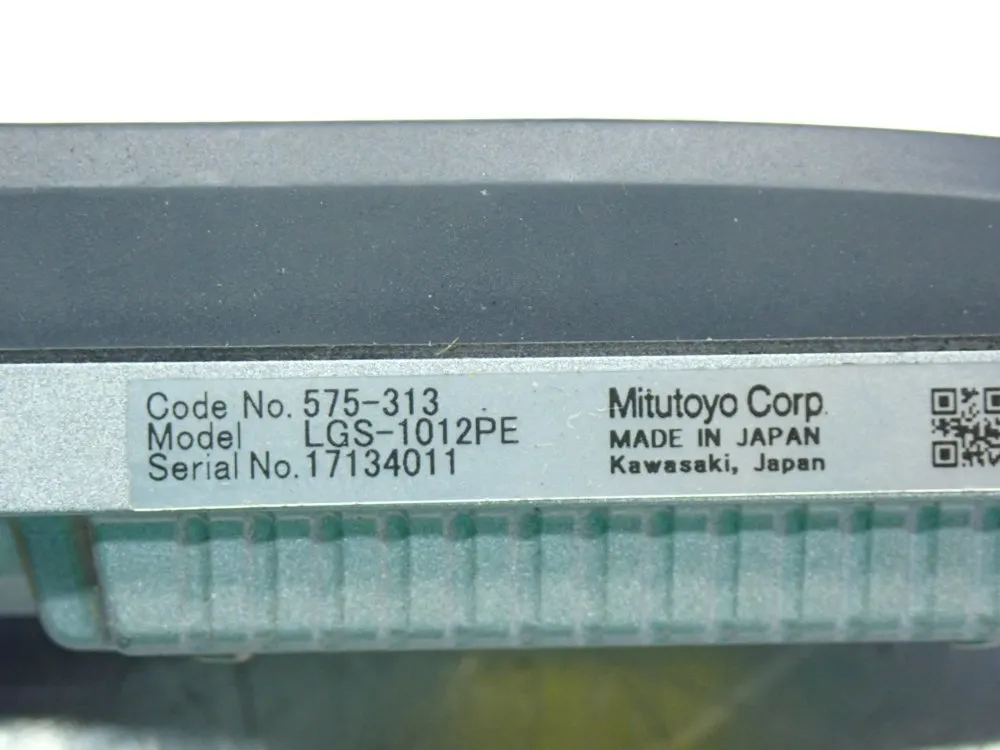 Code No. 575-313
Model LGS-1012PE
Serial No. 17134011
Mitutoyo Corp.
MADE IN JAPAN
Kawasaki, Japan